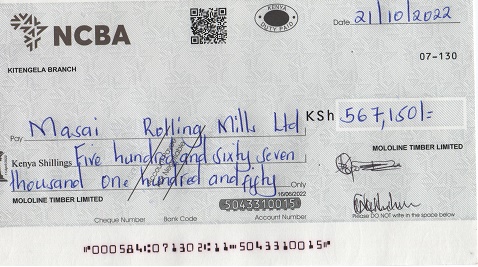 NCBA
KENYA
DUTY PAID
Date 21/10/2022
07-130
KITENGELA BRANCH
Pay Masai Rolling Mills Ltd KSh 567,150/=
Kenya Shillings Five hundred and sixty seven
MOLOLINE TIMBER LIMITED
thousand one hundred and fifty Only
16/06/2022
MOLOLINE TIMBER LIMITED
5043310015
Cheque Number Bank Code Account Number
Please DO NOT write in the space below
"000584⑆07130 2⑆11⑈5043310015"